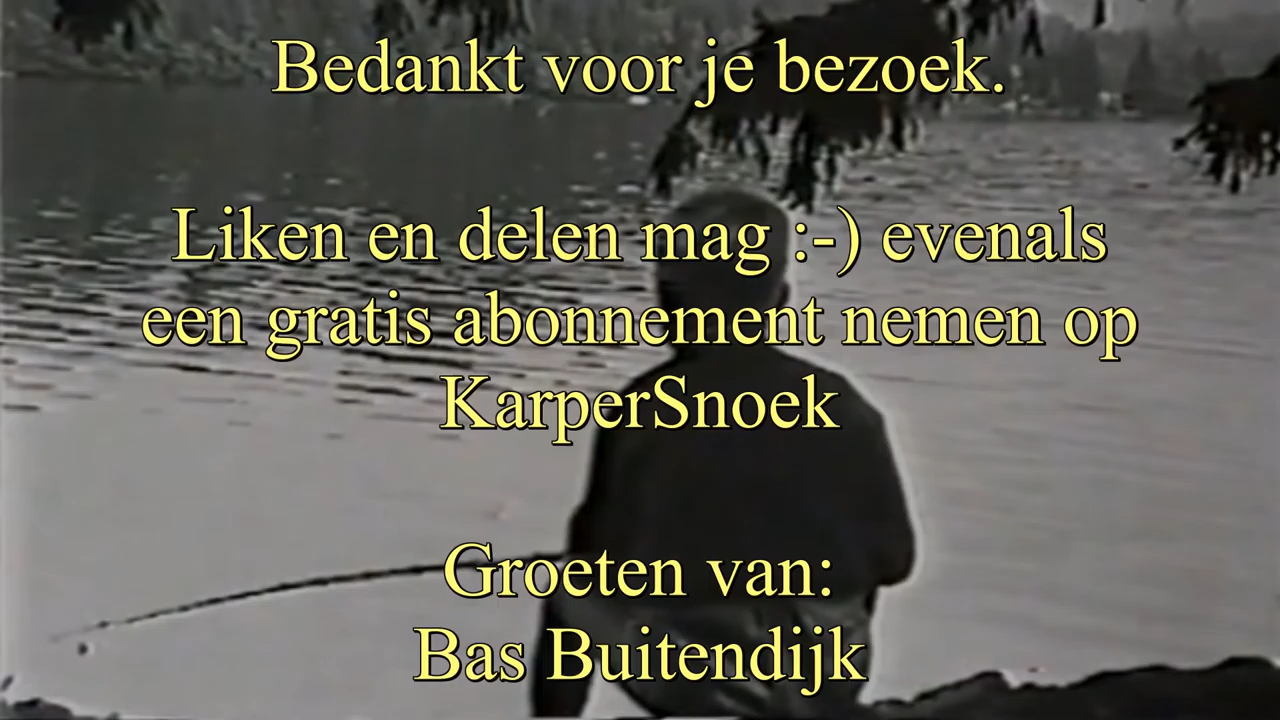 Bedankt voor je bezoek.
Liken en delen mag :-) evenals
een gratis abonnement nemen op
KarperSnoek
Groeten van:
Bas Buitendijk